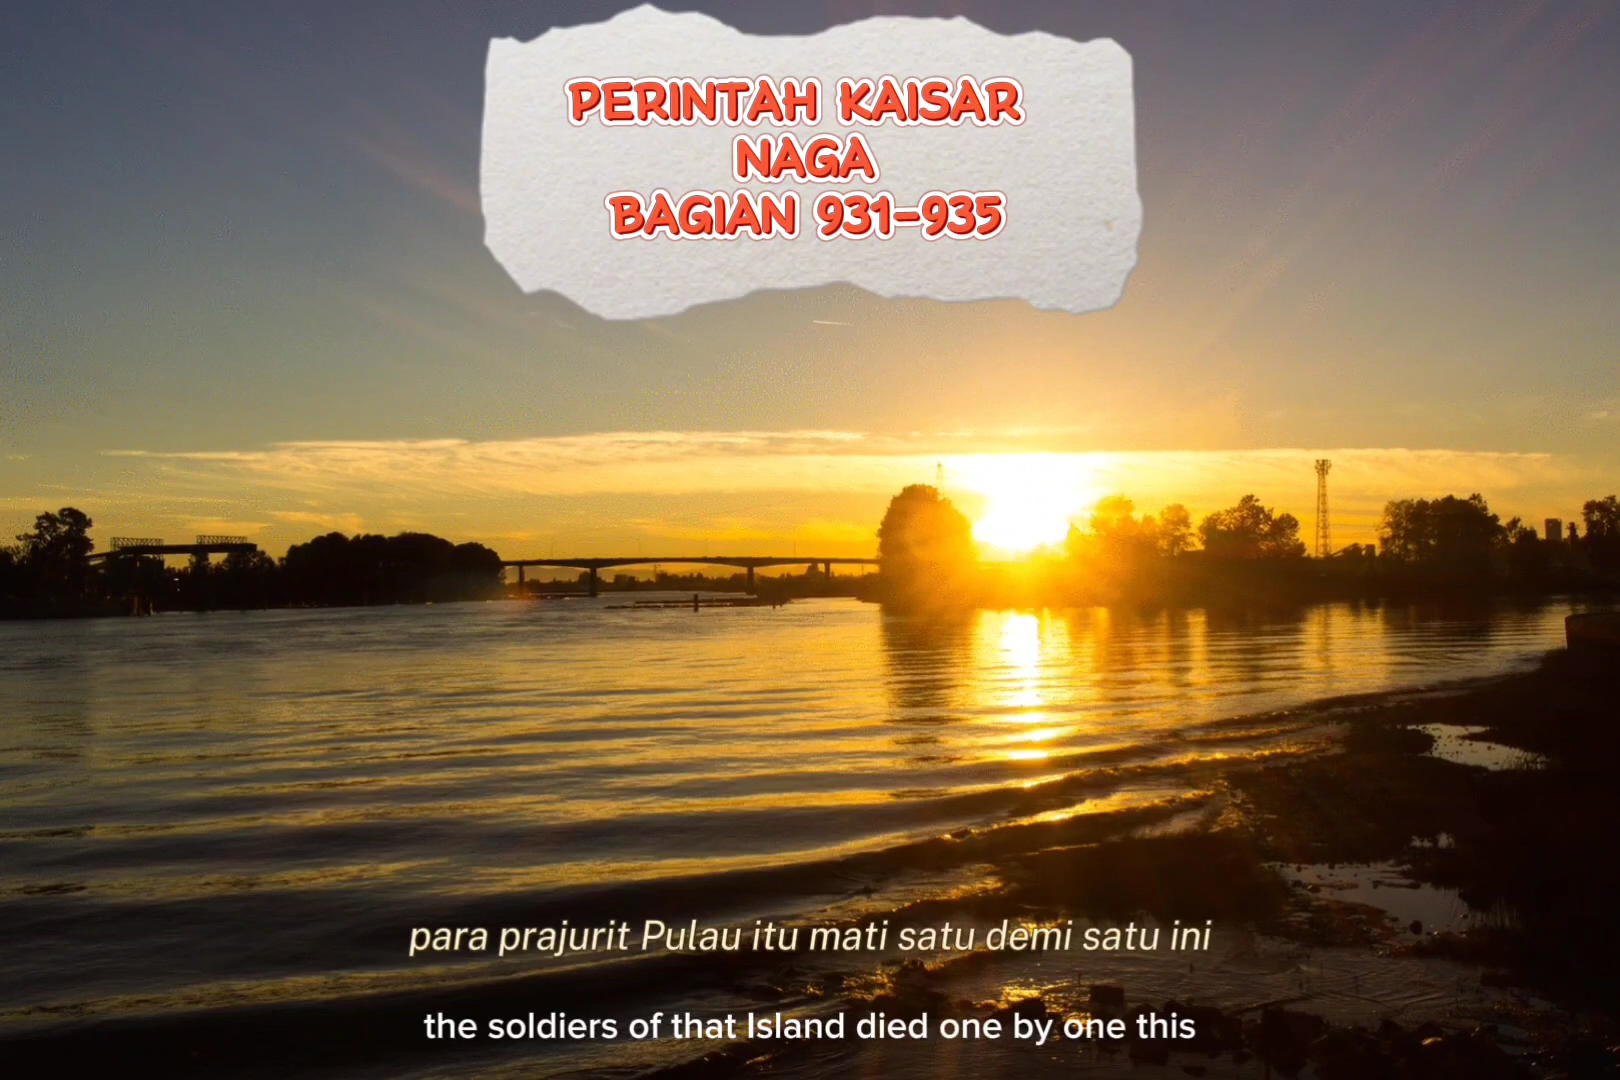 PERINTAH KAISAR
NAGA
BAGIAN 931-935
para prajurit Pulau itu mati satu demi satu ini
the soldiers of that Island died one by one this